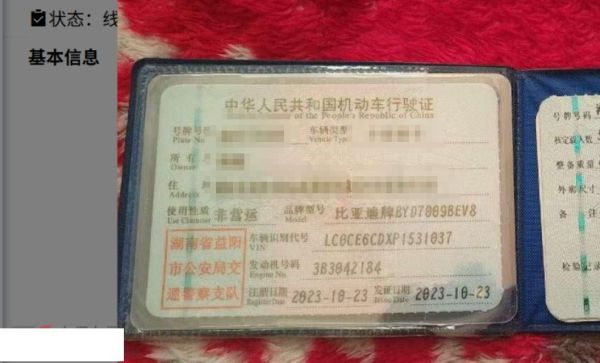 状态：线
基本信息
中华人民共和国机动车行驶证
of the People's Republic of China
号牌号码 车辆类型
Plate No Vehicle Type
所有人
Owner
住
Address
使用性质 非营运 品牌型号 比亚迪牌BYD7009BEV8
Use Character Model
湖南省益阳
市公安局交
通警察支队
车辆识别代号 LC0CE6CDXP1531037
VIN
发动机号码 3B3042184
Engine No
注册日期 2023-10-23 发证日期 2023-10-23
Register Date Issue Date
号牌号码
核定载人数
整备质量
外廓尺寸
备注
检验记录